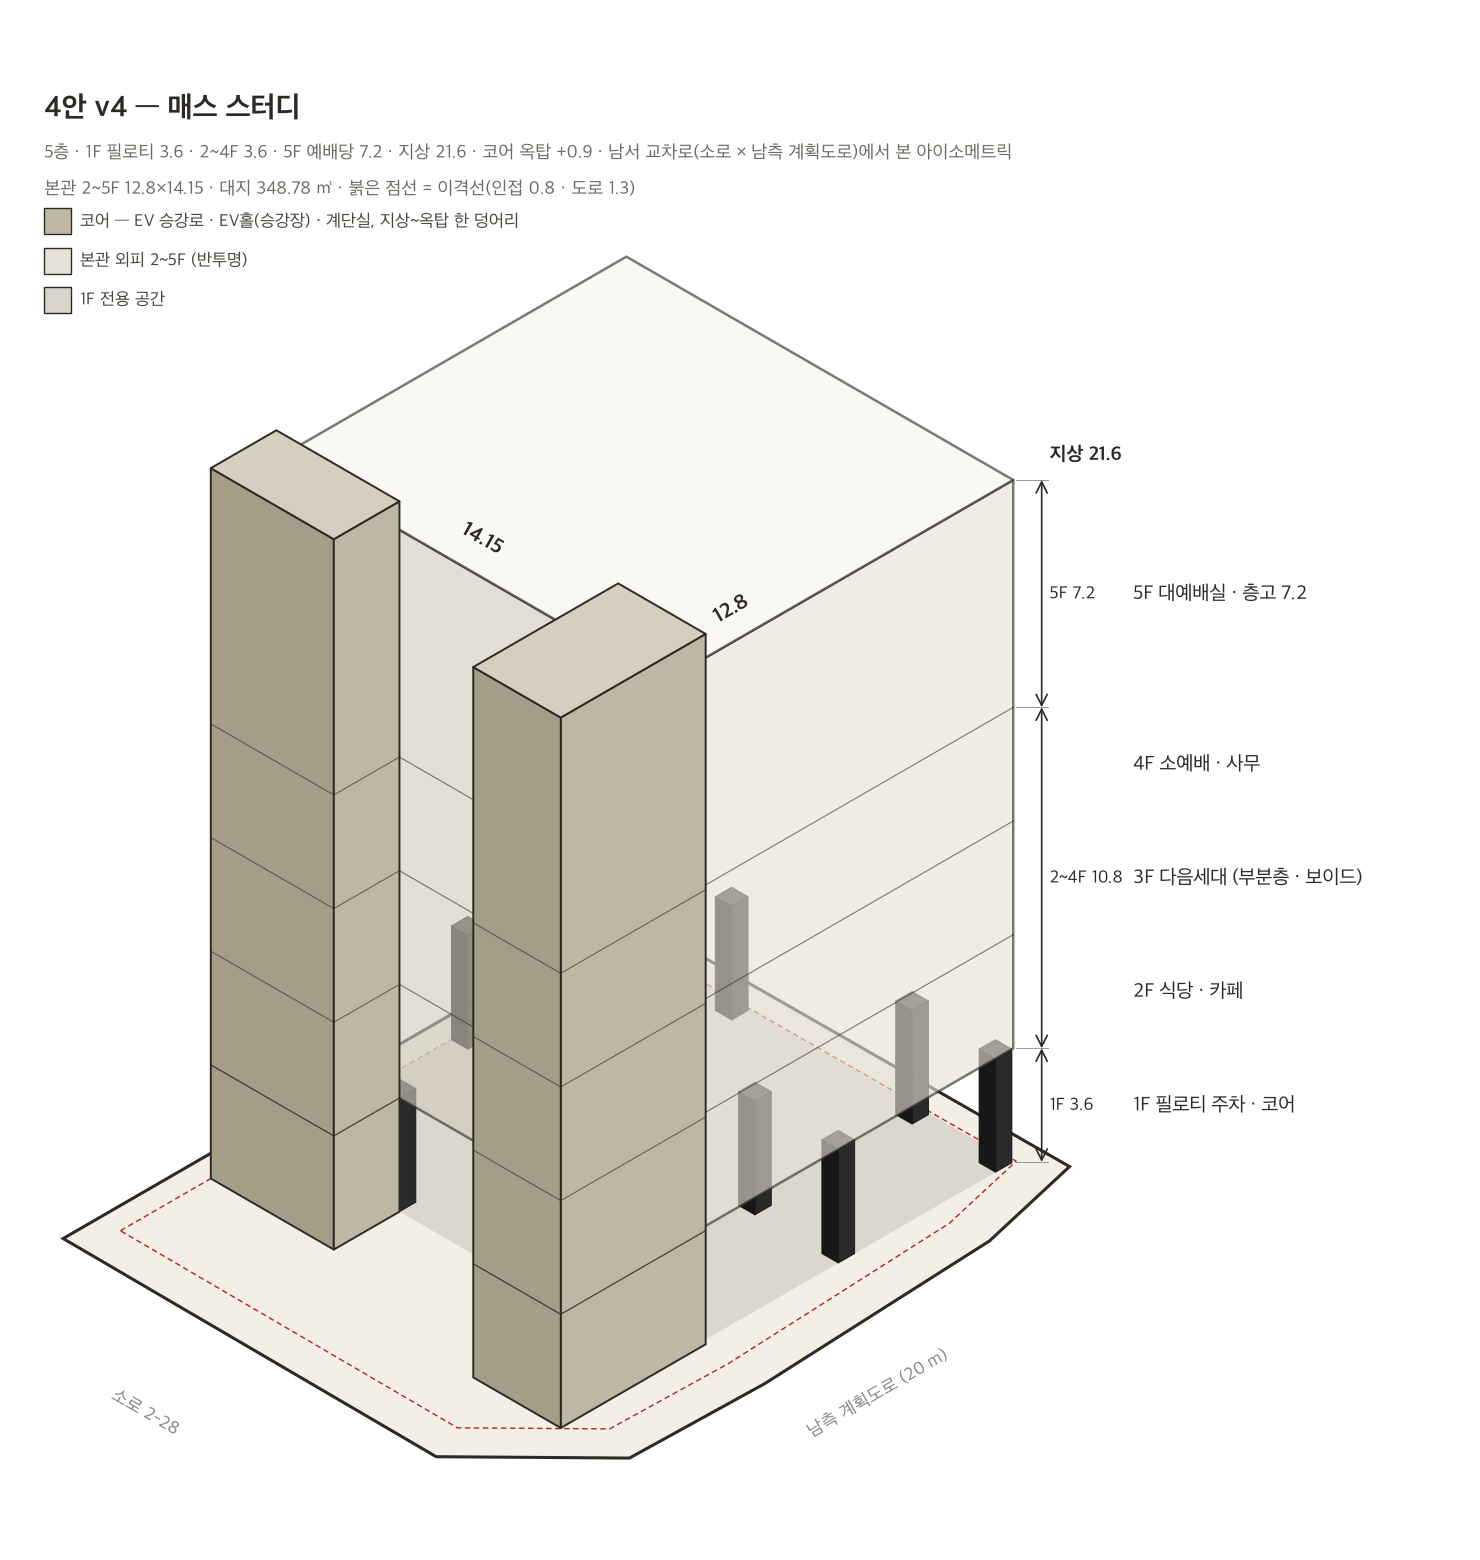 4안 v4 — 매스 스터디
5층 · 1F 필로티 3.6 · 2~4F 3.6 · 5F 예배당 7.2 · 지상 21.6 · 코어 옥탑 +0.9 · 남서 교차로(소로 × 남측 계획도로)에서 본 아이소메트릭
본관 2~5F 12.8×14.15 · 대지 348.78 ㎡ · 붉은 점선 = 이격선(인접 0.8 · 도로 1.3)
코어 — EV 승강로 · EV홀(승강장) · 계단실, 지상~옥탑 한 덩어리
본관 외피 2~5F (반투명)
1F 전용 공간
지상 21.6
14.15
12.8
5F 7.2 5F 대예배실 · 층고 7.2
4F 소예배 · 사무
2~4F 10.8 3F 다음세대 (부분층 · 보이드)
2F 식당 · 카페
1F 3.6 1F 필로티 주차 · 코어
소로 2-28
남측 계획도로 (20 m)